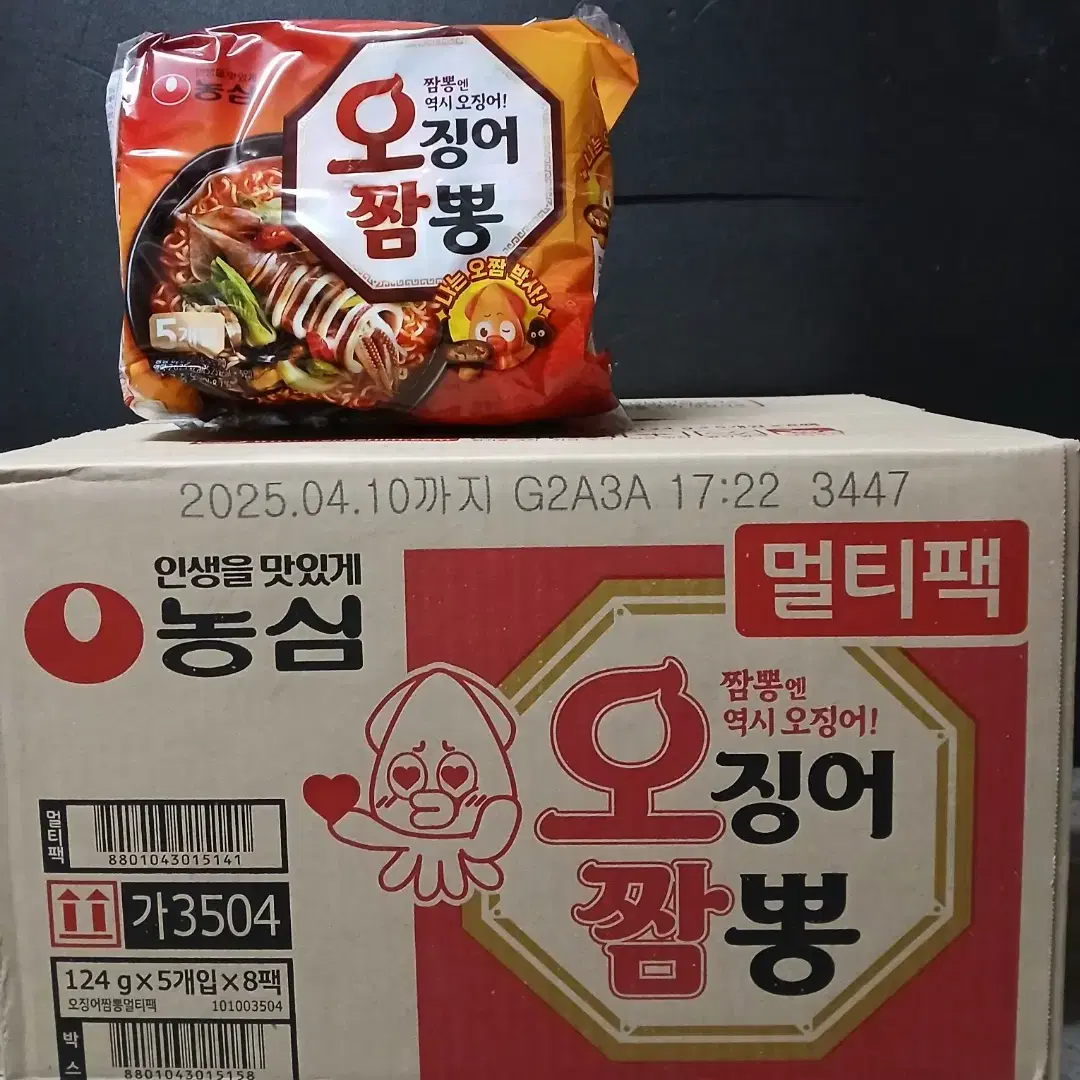 농심
짬뽕엔
역시 오징어!
오징어
짬뽕
나는 오짬 박사!
5개
2025.04.10까지 G2A3A 17:22 3447
인생을 맛있게
농심
멀티팩
짬뽕엔
역시 오징어!
오징어
짬뽕
멀티팩
8801043015141
가3504
124 g×5개입×8팩
오징어짬뽕멀티팩 101003504
박스
8801043015158